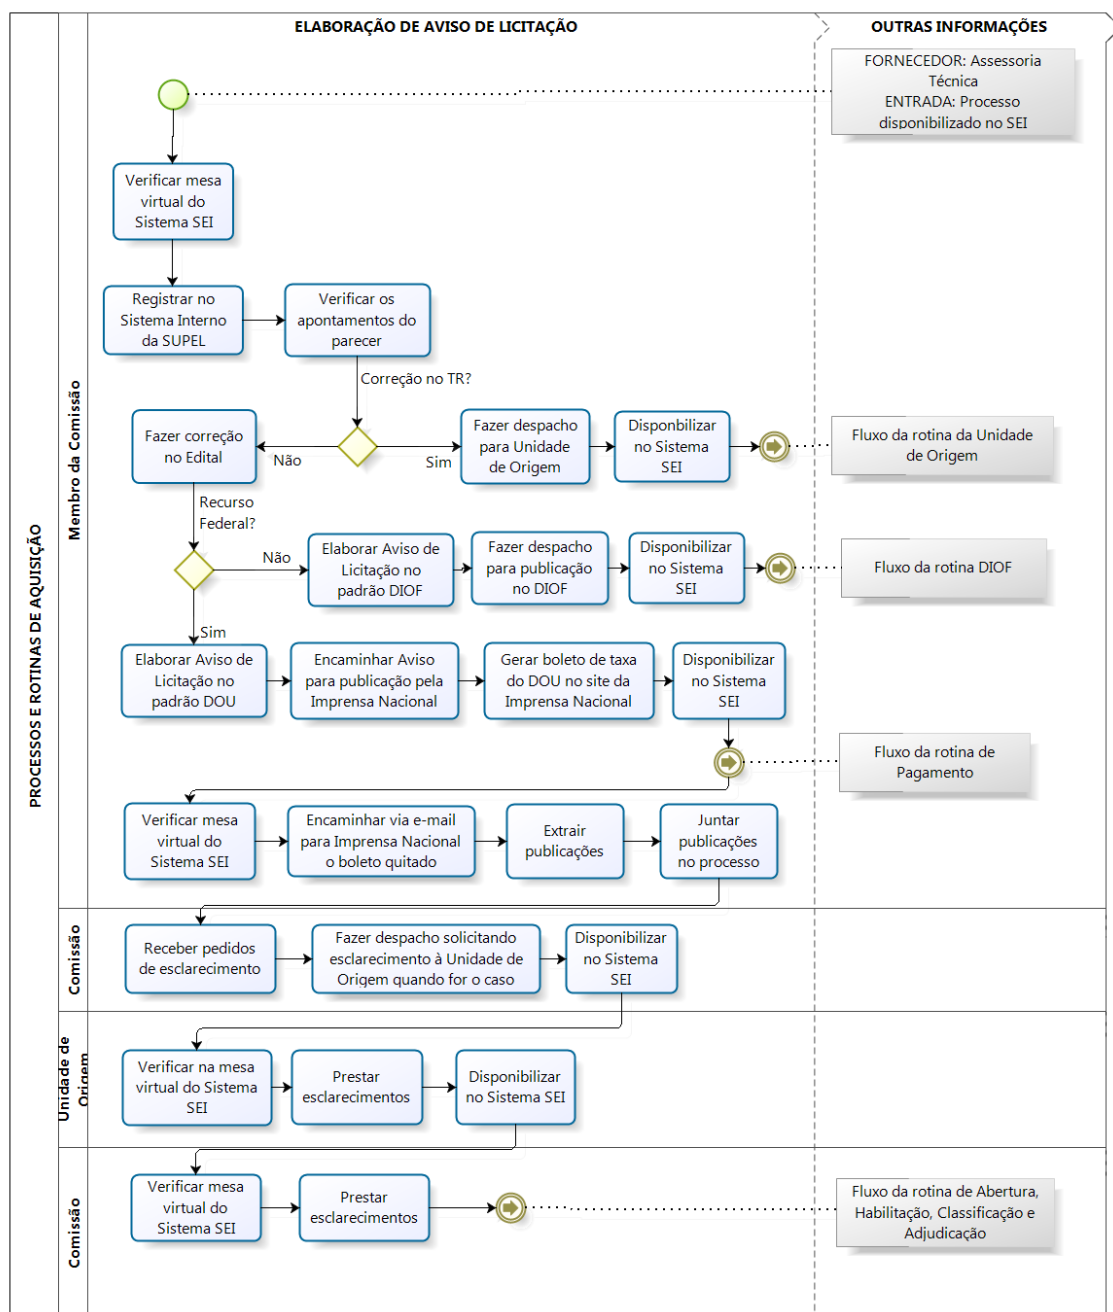 ELABORAÇÃO DE AVISO DE LICITAÇÃO
OUTRAS INFORMAÇÕES
PROCESSOS E ROTINAS DE AQUISIÇÃO
Membro da Comissão
FORNECEDOR: Assessoria
Técnica
ENTRADA: Processo
disponibilizado no SEI
Verificar mesa
virtual do
Sistema SEI
Registrar no
Sistema Interno
da SUPEL
Verificar os
apontamentos do
parecer
Correção no TR?
Fazer correção
no Edital
Não
Sim
Fazer despacho
para Unidade
de Origem
Disponbilizar
no Sistema
SEI
Fluxo da rotina da Unidade
de Origem
Recurso
Federal?
Não
Elaborar Aviso de
Licitação no
padrão DIOF
Fazer despacho
para publicação
no DIOF
Disponibilizar
no Sistema
SEI
Fluxo da rotina DIOF
Sim
Elaborar Aviso de
Licitação no
padrão DOU
Encaminhar Aviso
para publicação pela
Imprensa Nacional
Gerar boleto de taxa
do DOU no site da
Imprensa Nacional
Disponibilizar
no Sistema
SEI
Fluxo da rotina de
Pagamento
Verificar mesa
virtual do
Sistema SEI
Encaminhar via e-mail
para Imprensa Nacional
o boleto quitado
Extrair
publicações
Juntar
publicações
no processo
Comissão
Receber pedidos
de esclarecimento
Fazer despacho solicitando
esclarecimento à Unidade de
Origem quando for o caso
Disponibilizar
no Sistema
SEI
Unidade de
Origem
Verificar na mesa
virtual do Sistema
SEI
Prestar
esclarecimentos
Disponibilizar
no Sistema SEI
Comissão
Verificar mesa
virtual do
Sistema SEI
Prestar
esclarecimentos
Fluxo da rotina de Abertura,
Habilitação, Classificação e
Adjudicação